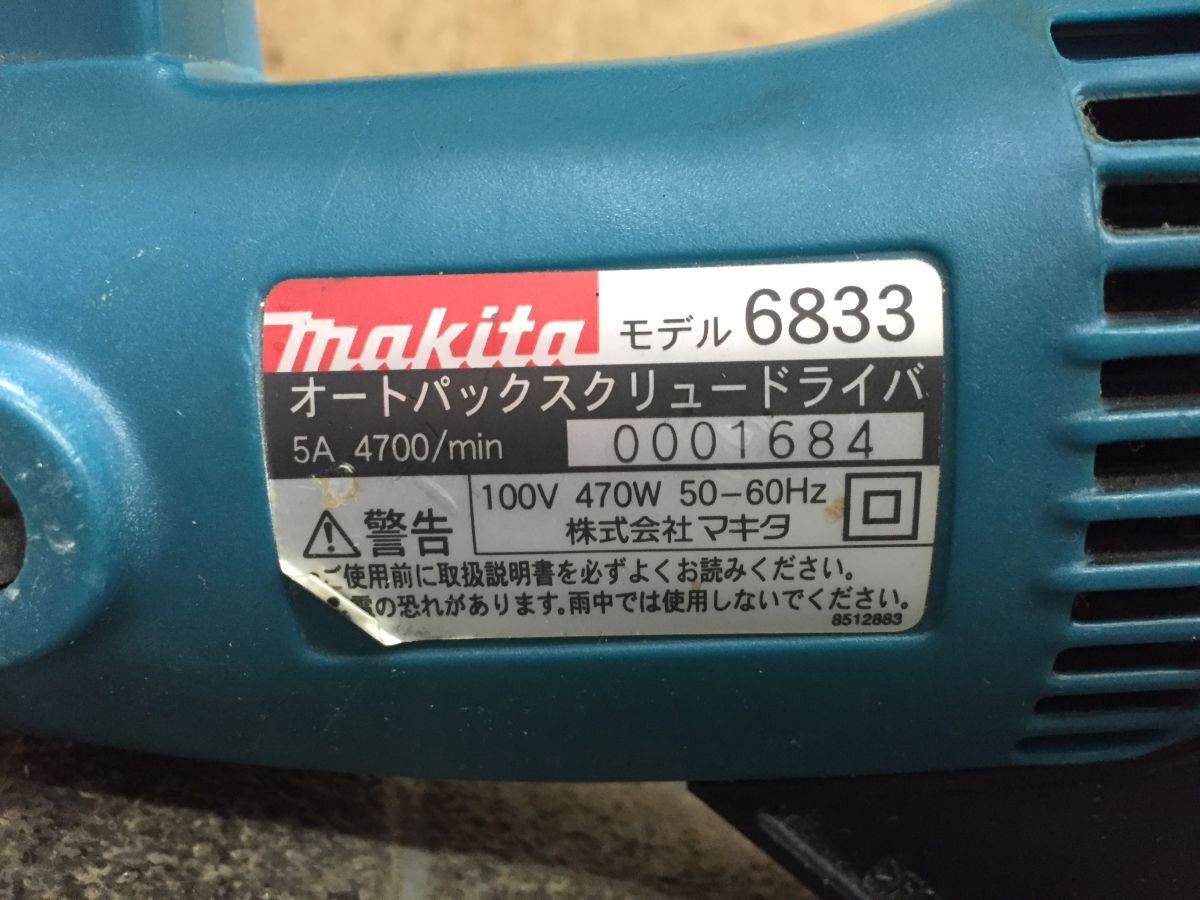 makita モデル 6833
オートパックスクリュードライバ
5A 4700/min 0001684
100V 470W 50-60Hz
警告 株式会社 マキタ
ご使用前に取扱説明書を必ずよくお読みください。
電の恐れがあります。雨中では使用しないでください。
8512883